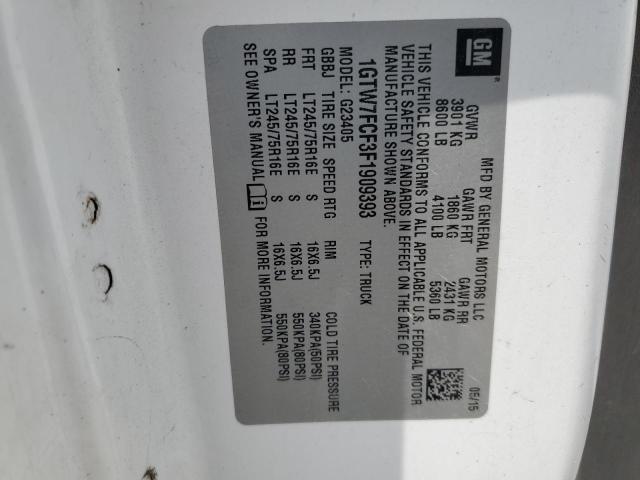 GM
MFD BY GENERAL MOTORS LLC 05/15
GVWR GAWR FRT GAWR RR
3901 KG 1860 KG 2431 KG
8600 LB 4100 LB 5360 LB
THIS VEHICLE CONFORMS TO ALL APPLICABLE U.S. FEDERAL MOTOR
VEHICLE SAFETY STANDARDS IN EFFECT ON THE DATE OF
MANUFACTURE SHOWN ABOVE.
1GTW7FCF3F1909393 TYPE: TRUCK
MODEL: G23405
GBBJ TIRE SIZE SPEED RTG RIM COLD TIRE PRESSURE
FRT LT245/75R16E S 16X6.5J 340KPA(50PSI)
RR LT245/75R16E S 16X6.5J 550KPA(80PSI)
SPA LT245/75R16E S 16X6.5J 550KPA(80PSI)
SEE OWNER'S MANUAL FOR MORE INFORMATION.